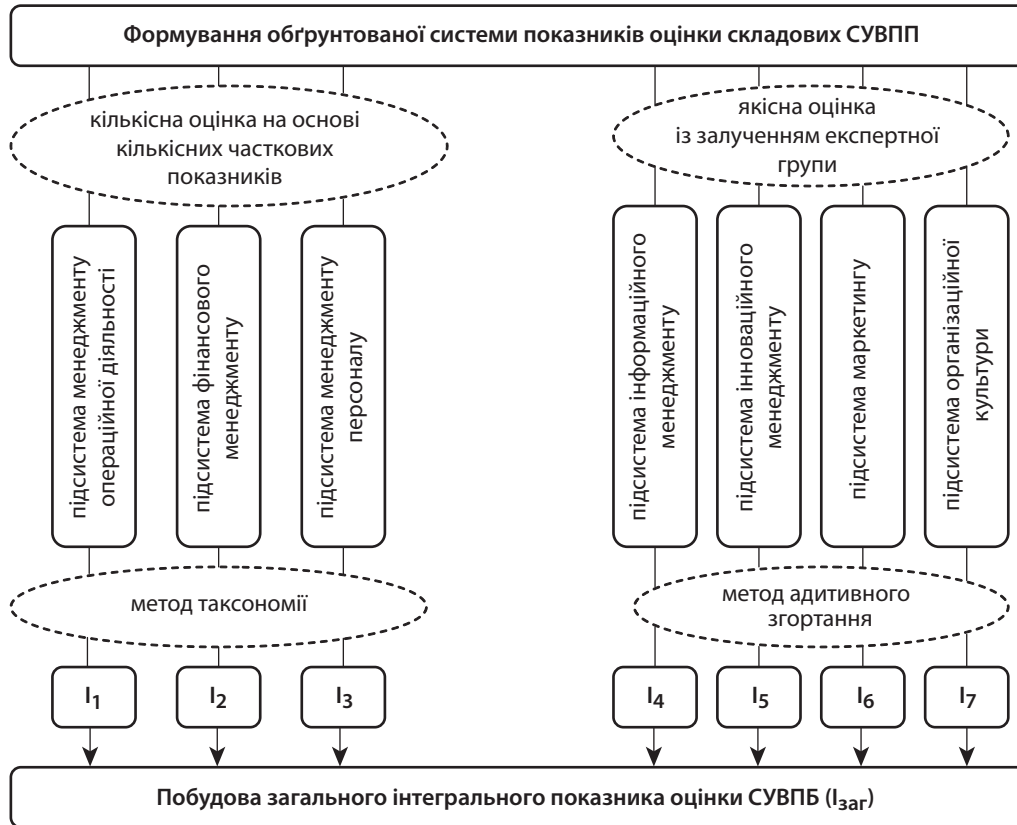 Формування обґрунтованої системи показників оцінки складових СУВПП
кількісна оцінка на основі
кількісних часткових
показників
якісна оцінка
із залученням експертної
групи
підсистема менеджменту
операційної діяльності
підсистема фінансового
менеджменту
підсистема менеджменту
персоналу
підсистема інформаційного
менеджменту
підсистема інноваційного
менеджменту
підсистема маркетингу
підсистема організаційної
культури
метод таксономії
метод адитивного
згортання
I1
I2
I3
I4
I5
I6
I7
Побудова загального інтегрального показника оцінки СУВПБ (Iзаг)